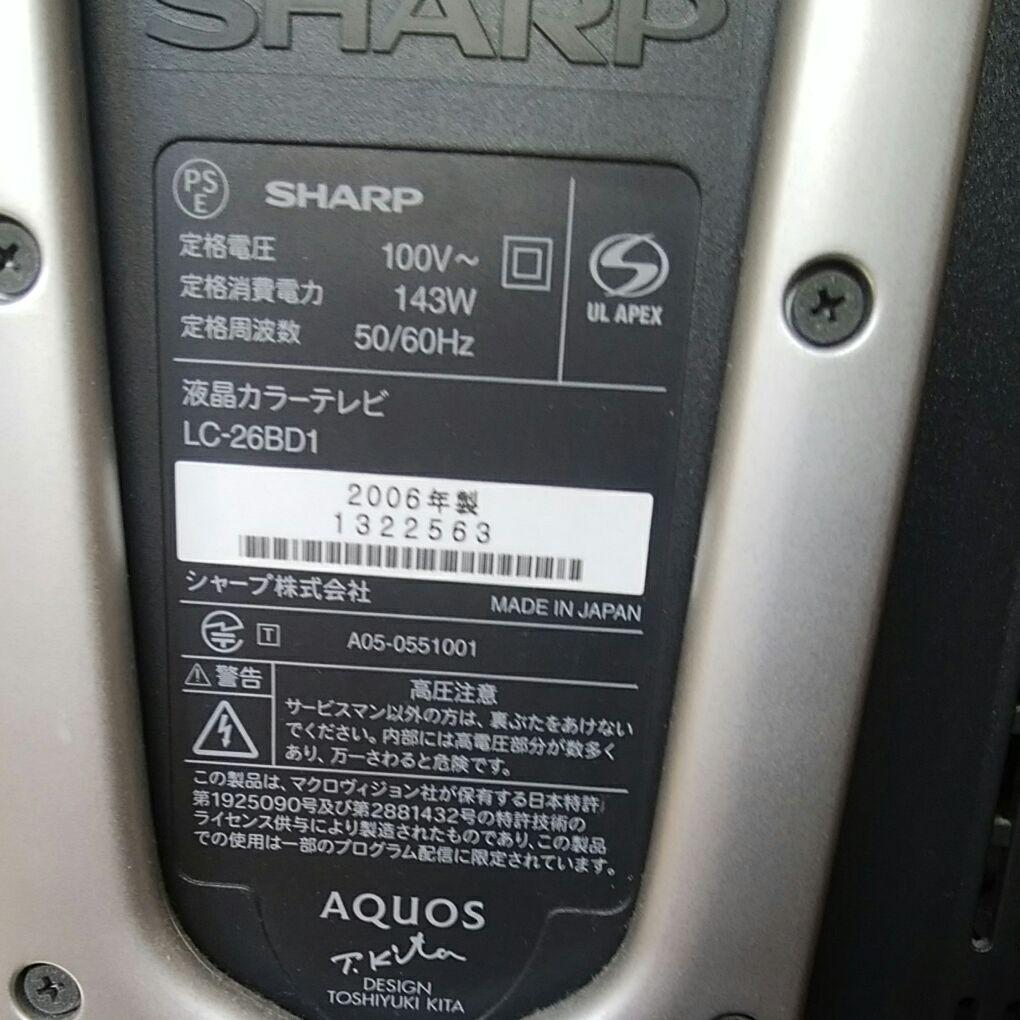 SHARP
PS
E
SHARP
定格電圧 100V～
定格消費電力 143W
定格周波数 50/60Hz
UL APEX
液晶カラーテレビ
LC-26BD1
2006年製
1322563
シャープ株式会社
MADE IN JAPAN
T A05-0551001
警告
高圧注意
サービスマン以外の方は、裏ぶたをあけない
でください。内部には高電圧部分が数多く
あり、万一さわると危険です。
この製品は、マクロヴィジョン社が保有する日本特許
第1925090号及び第2881432号の特許技術の
ライセンス供与により製造されたものであり、この製品
での使用は一部のプログラム配信に限定されています。
AQUOS
T. Kita
DESIGN
TOSHIYUKI KITA